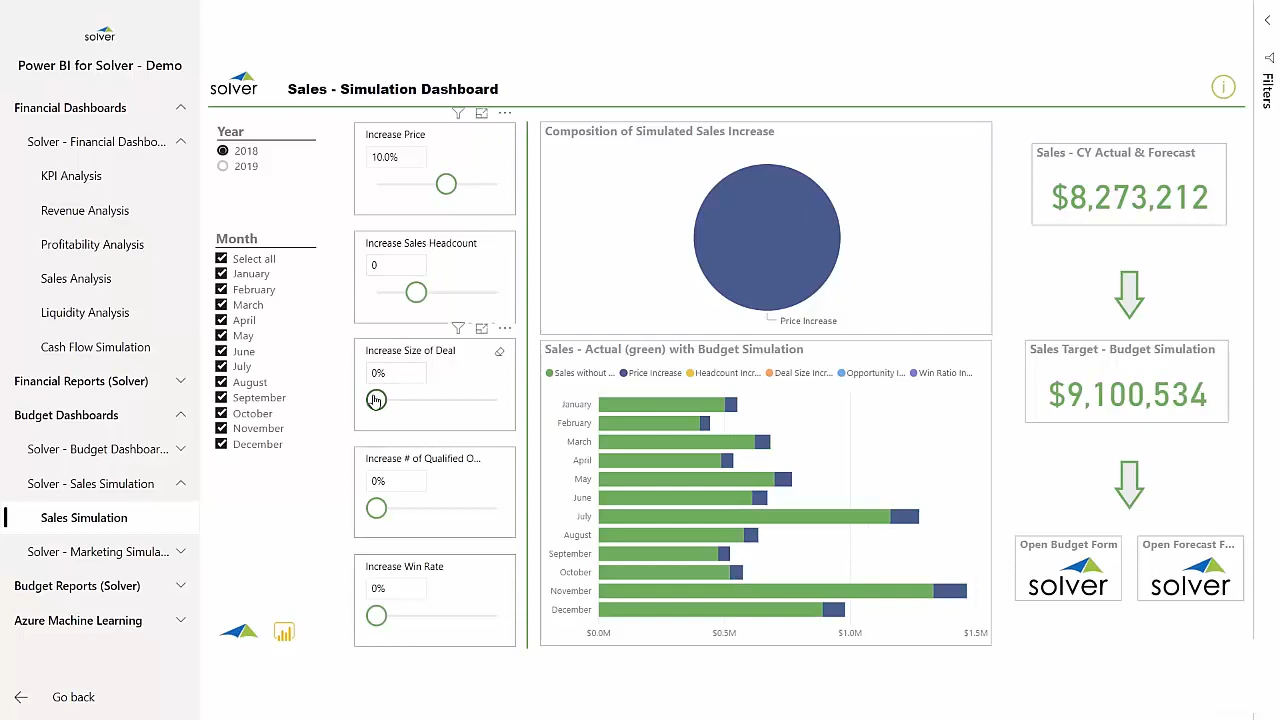 solver
Power BI for Solver - Demo
Financial Dashboards
Solver - Financial Dashbo...
KPI Analysis
Revenue Analysis
Profitability Analysis
Sales Analysis
Liquidity Analysis
Cash Flow Simulation
Financial Reports (Solver)
Budget Dashboards
Solver - Budget Dashboar...
Solver - Sales Simulation
Sales Simulation
Solver - Marketing Simula...
Budget Reports (Solver)
Azure Machine Learning
Go back
solver
Sales - Simulation Dashboard
i
Filters
Year
2018
2019
Month
Select all
January
February
March
April
May
June
July
August
September
October
November
December
Increase Price
10.0%
Increase Sales Headcount
0
Increase Size of Deal
0%
Increase # of Qualified O...
0%
Increase Win Rate
0%
Composition of Simulated Sales Increase
Price Increase
Sales - Actual (green) with Budget Simulation
Sales without ... Price Increase Headcount Incr... Deal Size Incr... Opportunity I... Win Ratio In...
January
February
March
April
May
June
July
August
September
October
November
December
$0.0M $0.5M $1.0M $1.5M
Sales - CY Actual & Forecast
$8,273,212
Sales Target - Budget Simulation
$9,100,534
Open Budget Form
solver
Open Forecast F...
solver